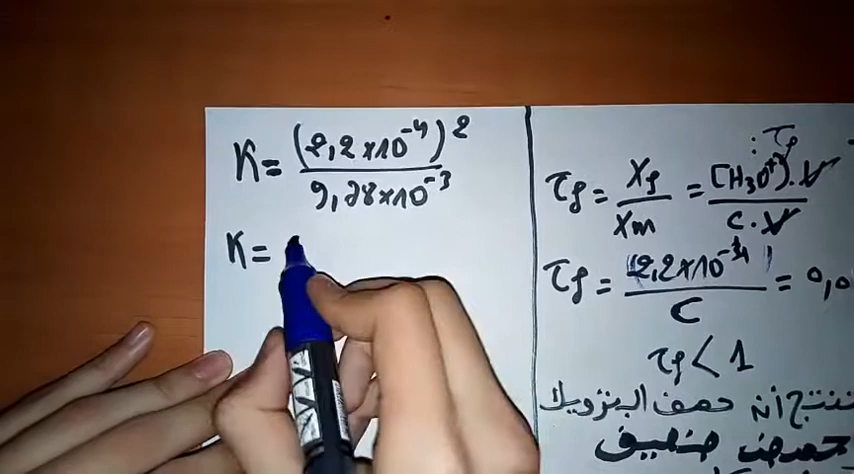 K = (2,2×10⁻⁴)² / 9,78×10⁻³
K =
: τf
τf = Xf / Xm = [H3O⁺].V / C.V
τf = 2,2×10⁻⁴ / C = 0,0
τf < 1
نستنتج أن حمض البنزويك
حمض ضعيف